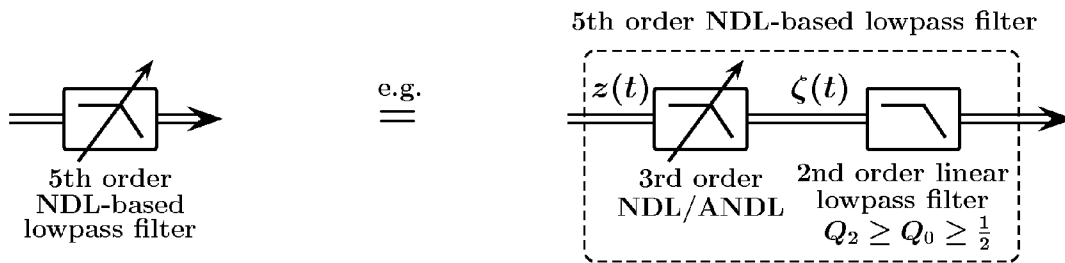 5th order NDL-based lowpass filter
z(t)
ζ(t)
e.g.
5th order
NDL-based
lowpass filter
3rd order
NDL/ANDL
2nd order linear
lowpass filter
Q₂ ≥ Q₀ ≥ ½